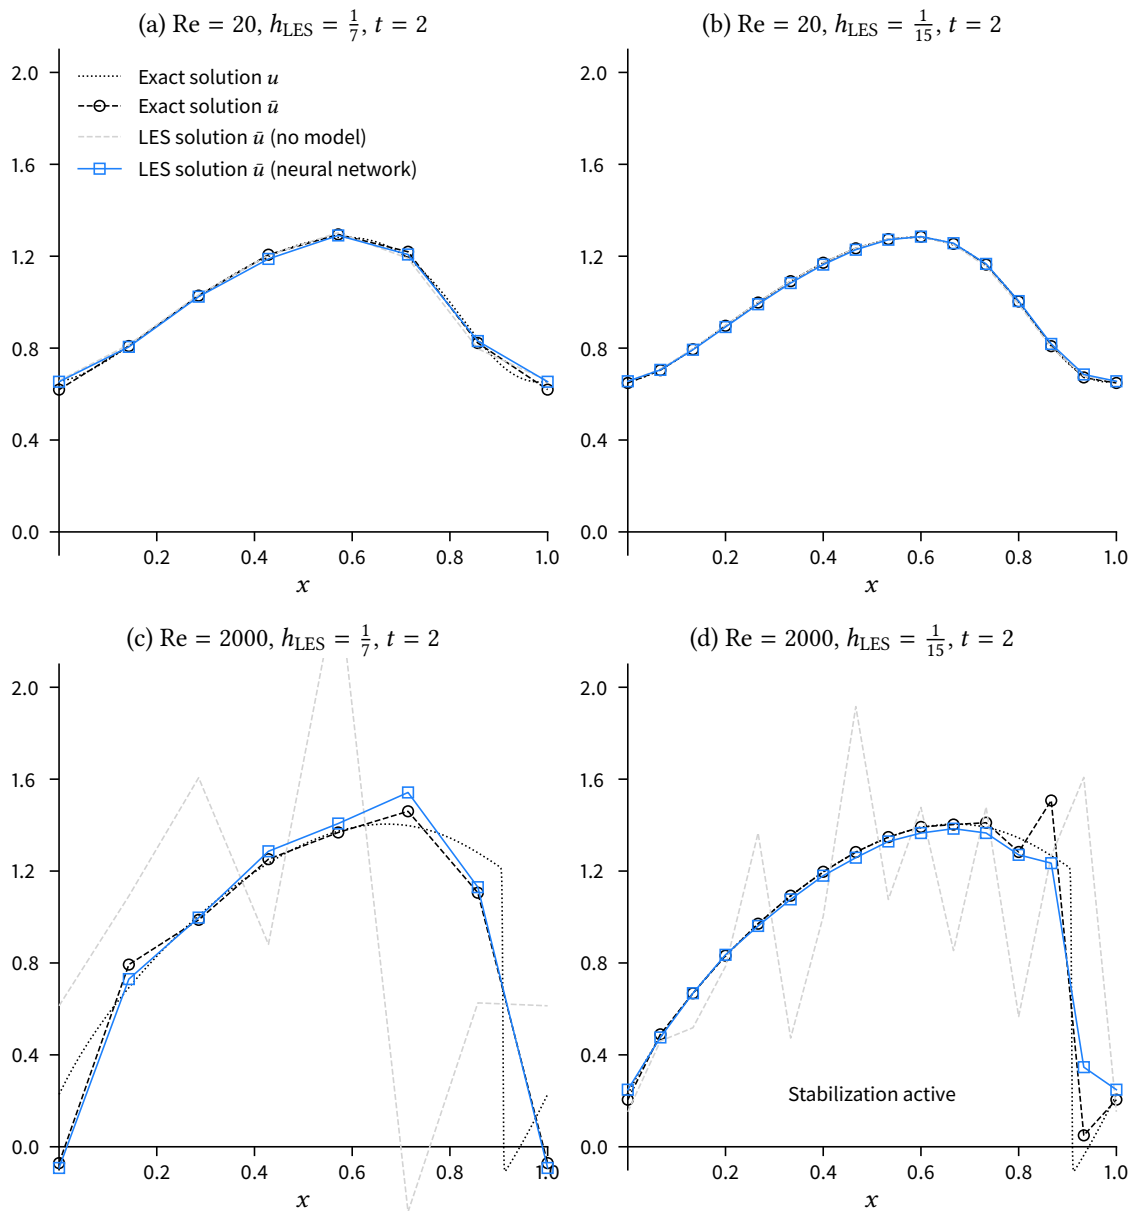 (a) Re = 20, h_LES = 1/7, t = 2
2.0
1.6
1.2
0.8
0.4
0.0
Exact solution u
Exact solution ū
LES solution ū (no model)
LES solution ū (neural network)
0.2 0.4 0.6 0.8 1.0
x
(b) Re = 20, h_LES = 1/15, t = 2
2.0
1.6
1.2
0.8
0.4
0.0
0.2 0.4 0.6 0.8 1.0
x
(c) Re = 2000, h_LES = 1/7, t = 2
2.0
1.6
1.2
0.8
0.4
0.0
0.2 0.4 0.6 0.8 1.0
x
(d) Re = 2000, h_LES = 1/15, t = 2
2.0
1.6
1.2
0.8
0.4
0.0
Stabilization active
0.2 0.4 0.6 0.8 1.0
x